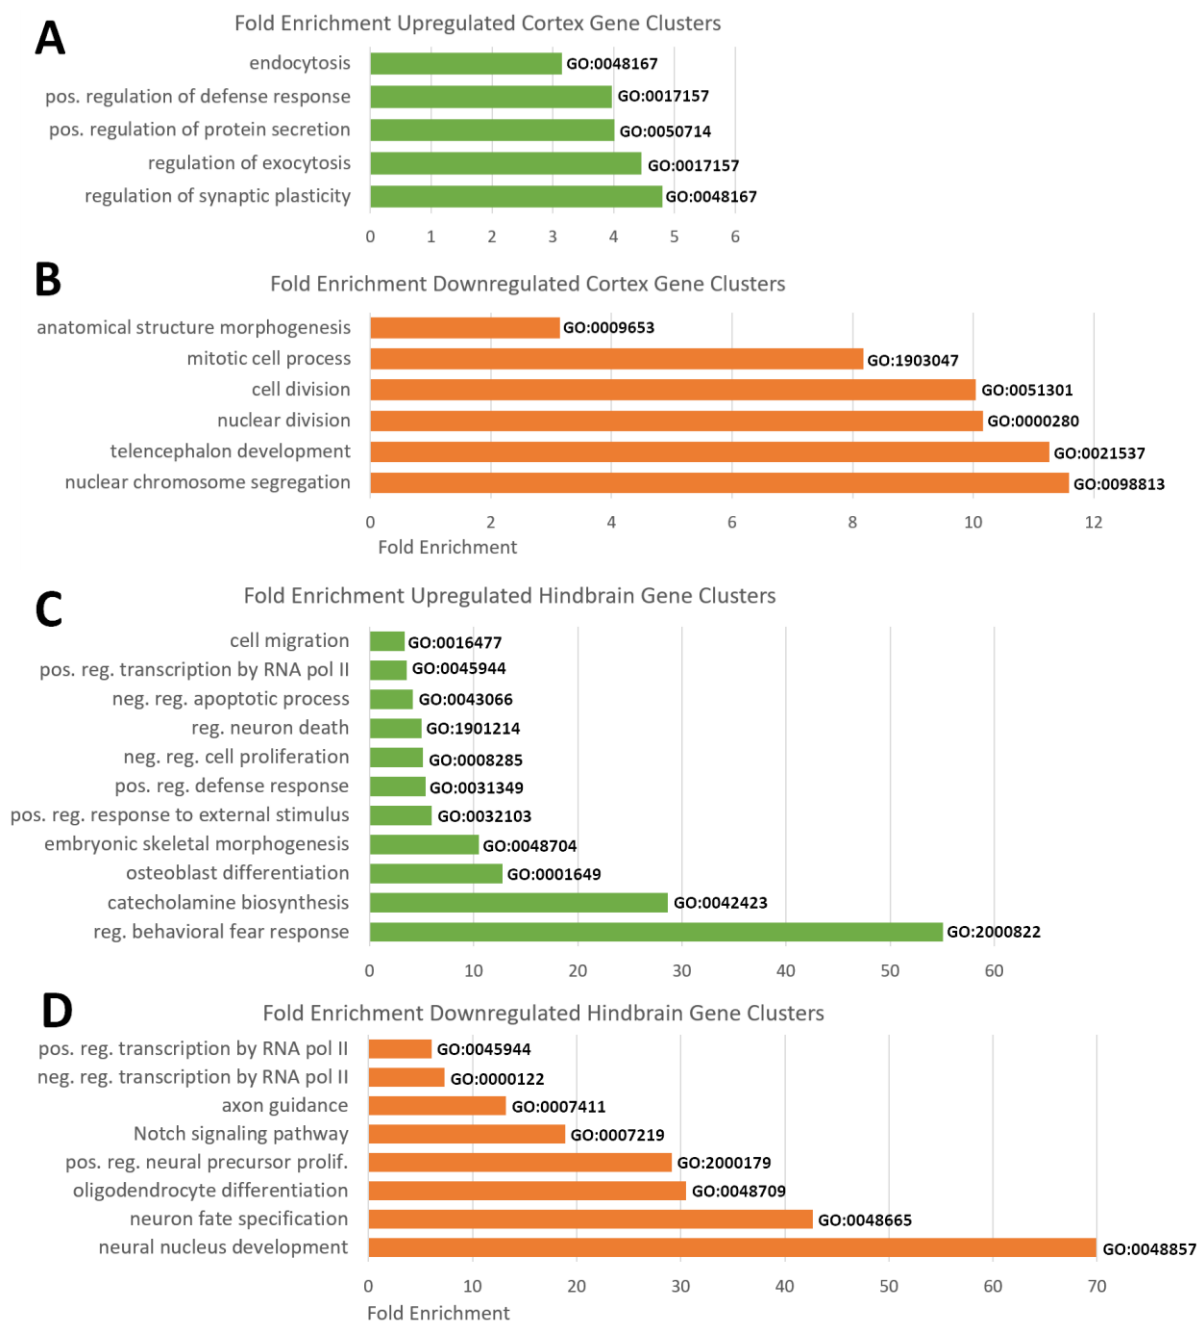 A
Fold Enrichment Upregulated Cortex Gene Clusters
endocytosis GO:0048167
pos. regulation of defense response GO:0017157
pos. regulation of protein secretion GO:0050714
regulation of exocytosis GO:0017157
regulation of synaptic plasticity GO:0048167
0 1 2 3 4 5 6
B
Fold Enrichment Downregulated Cortex Gene Clusters
anatomical structure morphogenesis GO:0009653
mitotic cell process GO:1903047
cell division GO:0051301
nuclear division GO:0000280
telencephalon development GO:0021537
nuclear chromosome segregation GO:0098813
0 2 4 6 8 10 12
Fold Enrichment
C
Fold Enrichment Upregulated Hindbrain Gene Clusters
cell migration GO:0016477
pos. reg. transcription by RNA pol II GO:0045944
neg. reg. apoptotic process GO:0043066
reg. neuron death GO:1901214
neg. reg. cell proliferation GO:0008285
pos. reg. defense response GO:0031349
pos. reg. response to external stimulus GO:0032103
embryonic skeletal morphogenesis GO:0048704
osteoblast differentiation GO:0001649
catecholamine biosynthesis GO:0042423
reg. behavioral fear response GO:2000822
0 10 20 30 40 50 60
D
Fold Enrichment Downregulated Hindbrain Gene Clusters
pos. reg. transcription by RNA pol II GO:0045944
neg. reg. transcription by RNA pol II GO:0000122
axon guidance GO:0007411
Notch signaling pathway GO:0007219
pos. reg. neural precursor prolif. GO:2000179
oligodendrocyte differentiation GO:0048709
neuron fate specification GO:0048665
neural nucleus development GO:0048857
0 10 20 30 40 50 60 70
Fold Enrichment